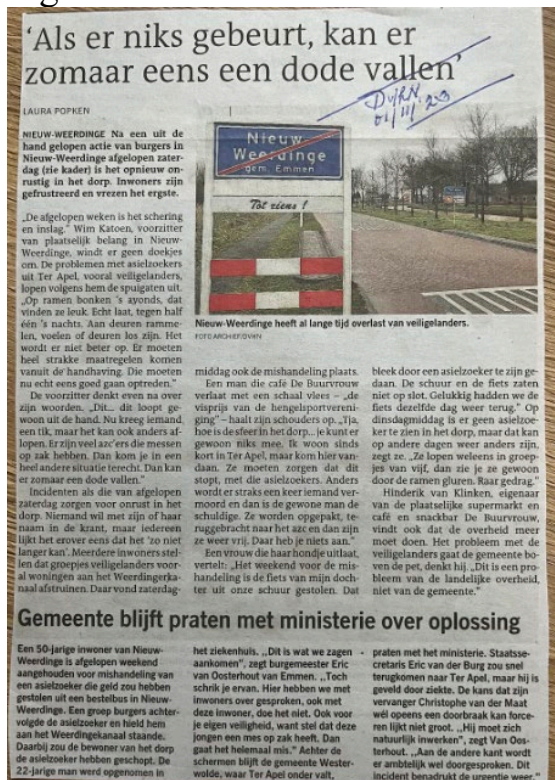 'Als er niks gebeurt, kan er
zomaar eens een dode vallen'
LAURA POPKEN
DvhN
01/11/'23
NIEUW-WEERDINGE Na een uit de
hand gelopen actie van burgers in
Nieuw-Weerdinge afgelopen zater-
dag (zie kader) is het opnieuw on-
rustig in het dorp. Inwoners zijn
gefrustreerd en vrezen het ergste.
„De afgelopen weken is het schering
en inslag.” Wim Katoen, voorzitter
van plaatselijk belang in Nieuw-
Weerdinge, windt er geen doekjes
om. De problemen met asielzoekers
uit Ter Apel, vooral veiligelanders,
lopen volgens hem de spuigaten uit.
„Op ramen bonken 's avonds, dat
vinden ze leuk. Echt laat, tegen half
één 's nachts. Aan deuren ramme-
len, voelen of deuren los zijn. Het
wordt er niet beter op. Er moeten
heel strakke maatregelen komen
vanuit de handhaving. Die moeten
nu echt eens goed gaan optreden.”
De voorzitter denkt even na over
zijn woorden. „Dit... dit loopt ge-
woon uit de hand. Nu kreeg iemand
een tik, maar het kan ook anders af-
lopen. Er zijn veel azc'ers die messen
op zak hebben. Dan kom je in een
heel andere situatie terecht. Dan kan
er zomaar een dode vallen.”
Incidenten als die van afgelopen
zaterdag zorgen voor onrust in het
dorp. Niemand wil met zijn of haar
naam in de krant, maar iedereen
lijkt het erover eens dat het 'zo niet
langer kan'. Meerdere inwoners stel-
len dat groepjes veiligelanders voor-
al woningen aan het Weerdingerka-
naal afstruinen. Daar vond zaterdag-
Nieuw
Weerdinge
gem. Emmen
Tot ziens !
Nieuw-Weerdinge heeft al lange tijd overlast van veiligelanders.
FOTO ARCHIEF/DVHN
middag ook de mishandeling plaats.
Een man die café De Buurvrouw
verlaat met een schaal vlees – „de
visprijs van de hengelsportvereni-
ging” – haalt zijn schouders op. „Tja,
hoe is de sfeer in het dorp... je kunt er
gewoon niks mee. Ik woon sinds
kort in Ter Apel, maar kom hier van-
daan. Ze moeten zorgen dat dit
stopt, met die asielzoekers. Anders
wordt er straks een keer iemand ver-
moord en dan is de gewone man de
schuldige. Ze worden opgepakt, te-
ruggebracht naar het azc en dan zijn
ze weer vrij. Daar heb je niets aan.”
Een vrouw die haar hondje uitlaat,
vertelt: „Het weekend voor de mis-
handeling is de fiets van mijn doch-
ter uit onze schuur gestolen. Dat
bleek door een asielzoeker te zijn ge-
daan. De schuur en de fiets zaten
niet op slot. Gelukkig hadden we de
fiets dezelfde dag weer terug.” Op
dinsdagmiddag is er geen asielzoe-
ker te zien in het dorp, maar dat kan
op andere dagen weer anders zijn,
zegt ze. „Ze lopen weleens in groep-
jes van vijf, dan zie je ze gewoon
door de ramen gluren. Raar gedrag.”
Hinderik van Klinken, eigenaar
van de plaatselijke supermarkt en
café en snackbar De Buurvrouw,
vindt ook dat de overheid meer
moet doen. Het probleem met de
veiligelanders gaat de gemeente bo-
ven de pet, denkt hij. „Dit is een pro-
bleem van de landelijke overheid,
niet van de gemeente.”
Gemeente blijft praten met ministerie over oplossing
Een 50-jarige inwoner van Nieuw-
Weerdinge is afgelopen weekend
aangehouden voor mishandeling van
een asielzoeker die geld zou hebben
gestolen uit een bestelbus in Nieuw-
Weerdinge. Een groep burgers achter-
volgde de asielzoeker en hield hem
aan het Weerdingekanaal staande.
Daarbij zou de bewoner van het dorp
de asielzoeker hebben geschopt. De
22-jarige man werd opgenomen in
het ziekenhuis. „Dit is wat we zagen
aankomen”, zegt burgemeester Eric
van Oosterhout van Emmen. „Toch
schrik je ervan. Hier hebben we met
inwoners over gesproken, ook met
deze inwoner, doe het niet. Ook voor
je eigen veiligheid, want stel dat deze
jongen een mes op zak heeft. Dan
gaat het helemaal mis.” Achter de
schermen blijft de gemeente Wester-
wolde, waar Ter Apel onder valt,
praten met het ministerie. Staatsse-
cretaris Eric van der Burg zou snel
terugkomen naar Ter Apel, maar hij is
geveld door ziekte. De kans dat zijn
vervanger Christophe van der Maat
wél opeens een doorbraak kan force-
ren lijkt niet groot. „Hij moet zich
natuurlijk inwerken”, zegt Van Oos-
terhout. „Aan de andere kant wordt
er ambtelijk wel doorgesproken. Dit
incident benadrukt de urgentie weer.”